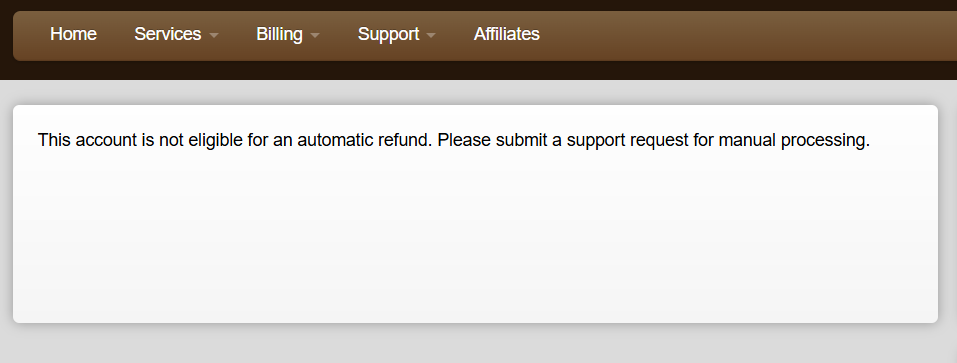 Home Services Billing Support Affiliates
This account is not eligible for an automatic refund. Please submit a support request for manual processing.